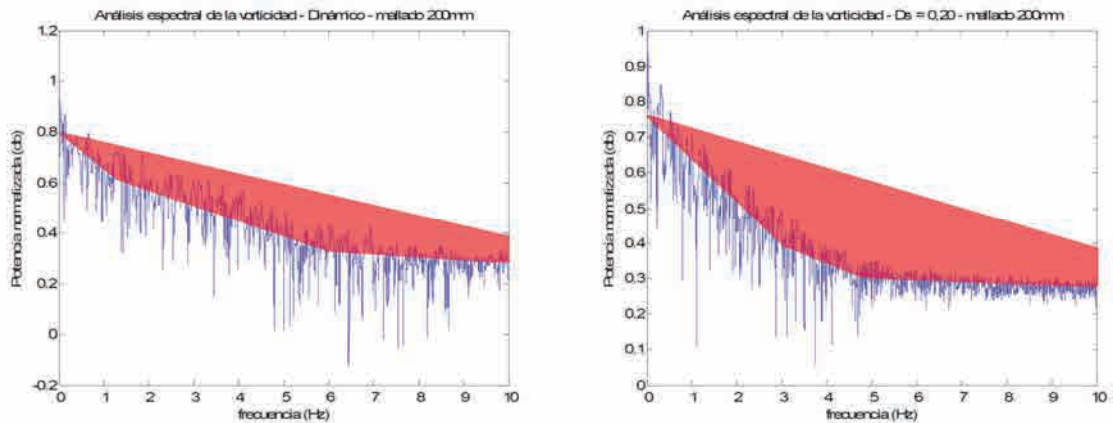 Análisis espectral de la vorticidad - Dinámico - mallado 200mm
1.2
1
0.8
0.6
0.4
0.2
0
-0.2
Potencia normalizada (db)
0 1 2 3 4 5 6 7 8 9 10
frecuencia (Hz)
Análisis espectral de la vorticidad - Ds = 0,20 - mallado 200mm
1
0.9
0.8
0.7
0.6
0.5
0.4
0.3
0.2
0.1
0
Potencia normalizada (db)
0 1 2 3 4 5 6 7 8 9 10
frecuencia (Hz)